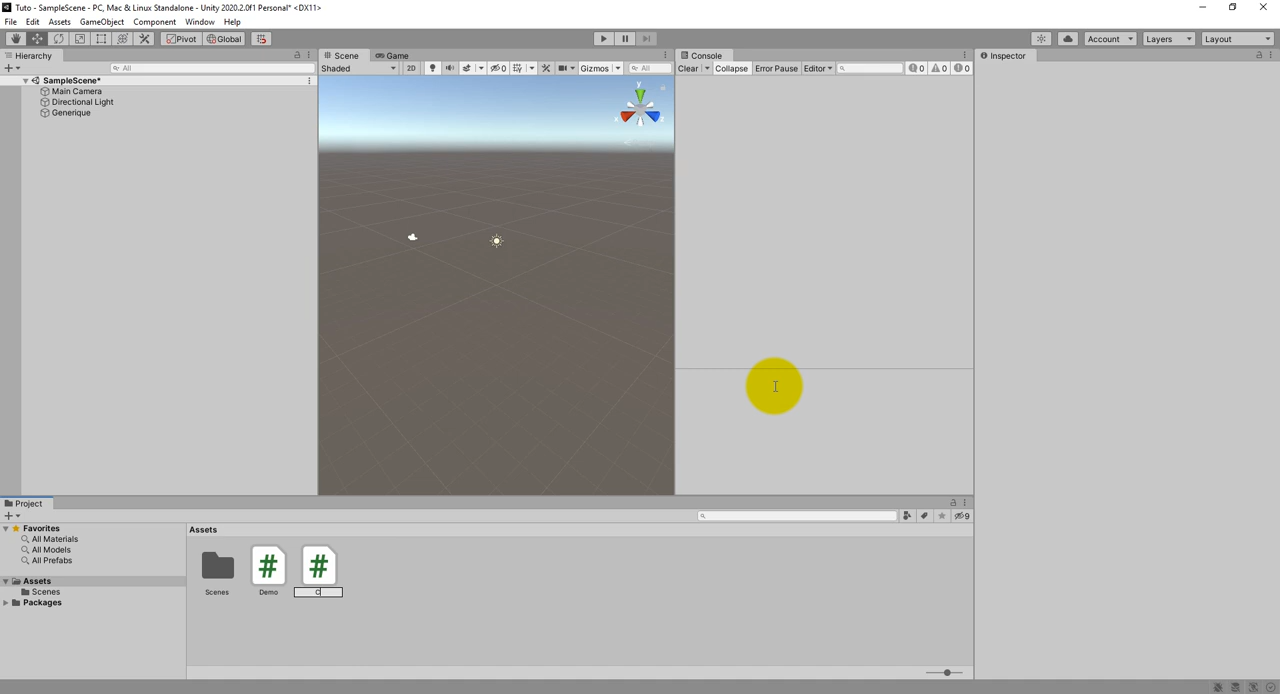 Tuto - SampleScene - PC, Mac & Linux Standalone - Unity 2020.2.0f1 Personal* <DX11>
File Edit Assets GameObject Component Window Help
Pivot Global Account Layers Layout
Hierarchy Scene Game Console Inspector
All Shaded 2D 0 Gizmos All Clear Collapse Error Pause Editor 0 0 0
SampleScene*
Main Camera
Directional Light
Generique
y
x z
Project
9
Favorites
All Materials
All Models
All Prefabs
Assets
Scenes
Packages
Assets
# #
Scenes Demo C